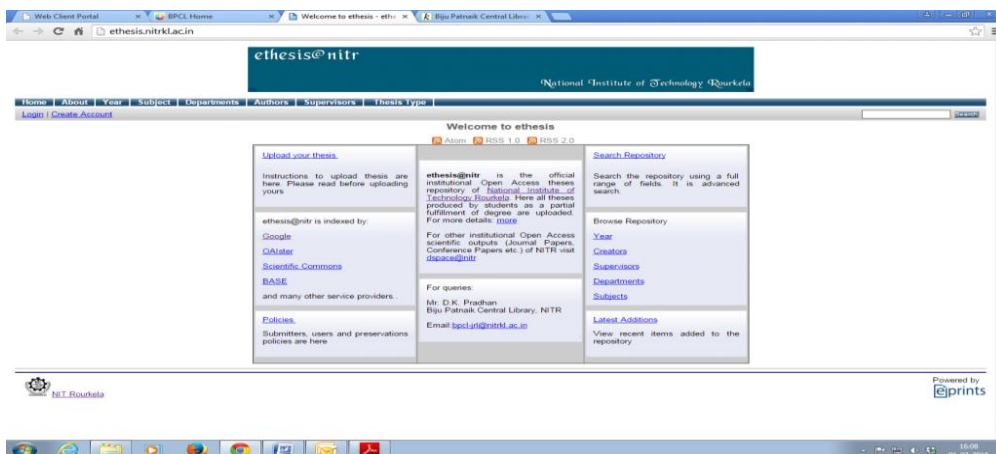 Web Client Portal
BPCL Home
Welcome to ethesis - eth
Biju Patnaik Central Libra
ethesis.nitrkl.ac.in
ethesis@nitr
National Institute of Technology Rourkela
Home | About | Year | Subject | Departments | Authors | Supervisors | Thesis Type |
Login | Create Account
Search
Welcome to ethesis
Atom RSS 1.0 RSS 2.0
Upload your thesis.
Instructions to upload thesis are
here. Please read before uploading
yours
ethesis@nitr is indexed by:
Google
OAIster
Scientific Commons
BASE
and many other service providers..
Policies.
Submitters, users and preservations
policies are here
ethesis@nitr is the official
institutional Open Access theses
repository of National Institute of
Technology Rourkela. Here all theses
produced by students as a partial
fulfillment of degree are uploaded.
For more details: more
For other institutional Open Access
scientific outputs (Journal Papers,
Conference Papers etc.) of NITR visit
dspace@nitr
For queries:
Mr. D.K. Pradhan
Biju Patnaik Central Library, NITR
Email:bpcl-jrl@nitrkl.ac.in
Search Repository
Search the repository using a full
range of fields. It is advanced
search.
Browse Repository
Year
Creators
Supervisors
Departments
Subjects
Latest Additions
View recent items added to the
repository
NIT Rourkela
Powered by
eprints
16:08